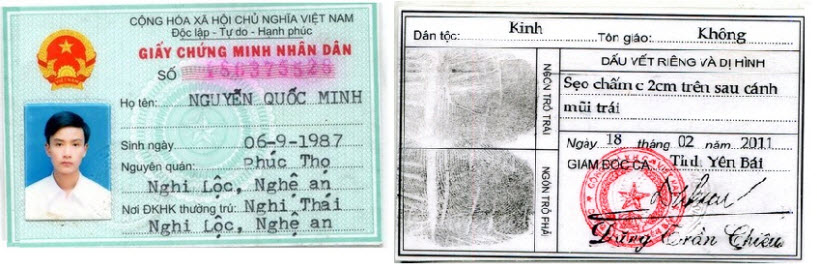 CỘNG HÒA XÃ HỘI CHỦ NGHĨA VIỆT NAM
Độc lập - Tự do - Hạnh phúc
GIẤY CHỨNG MINH NHÂN DÂN
SỐ
Họ tên: NGUYỄN QUỐC MINH
Sinh ngày 06-9-1987
Nguyên quán: Phúc Thọ
Nghi Lộc, Nghệ an
Nơi ĐKHK thường trú: Nghi Thái
Nghi Lộc, Nghệ an
Dân tộc: Kinh Tôn giáo: Không
DẤU VẾT RIÊNG VÀ DỊ HÌNH
Sẹo chấm c 2cm trên sau cánh
mũi trái
Ngày 18 tháng 02 năm 2011
GIÁM ĐỐC CA Tỉnh Yên Bái
Trần
NGÓN TRỎ TRÁI
NGÓN TRỎ PHẢI